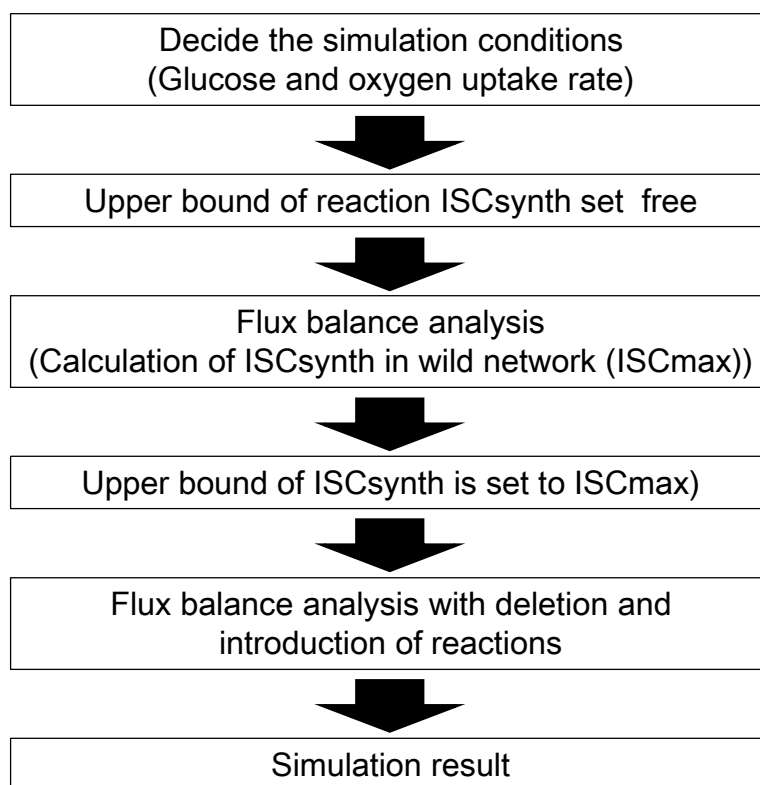 Decide the simulation conditions
(Glucose and oxygen uptake rate)
Upper bound of reaction ISCsynth set  free
Flux balance analysis
(Calculation of ISCsynth in wild network (ISCmax))
Upper bound of ISCsynth is set to ISCmax)
Flux balance analysis with deletion and
introduction of reactions
Simulation result